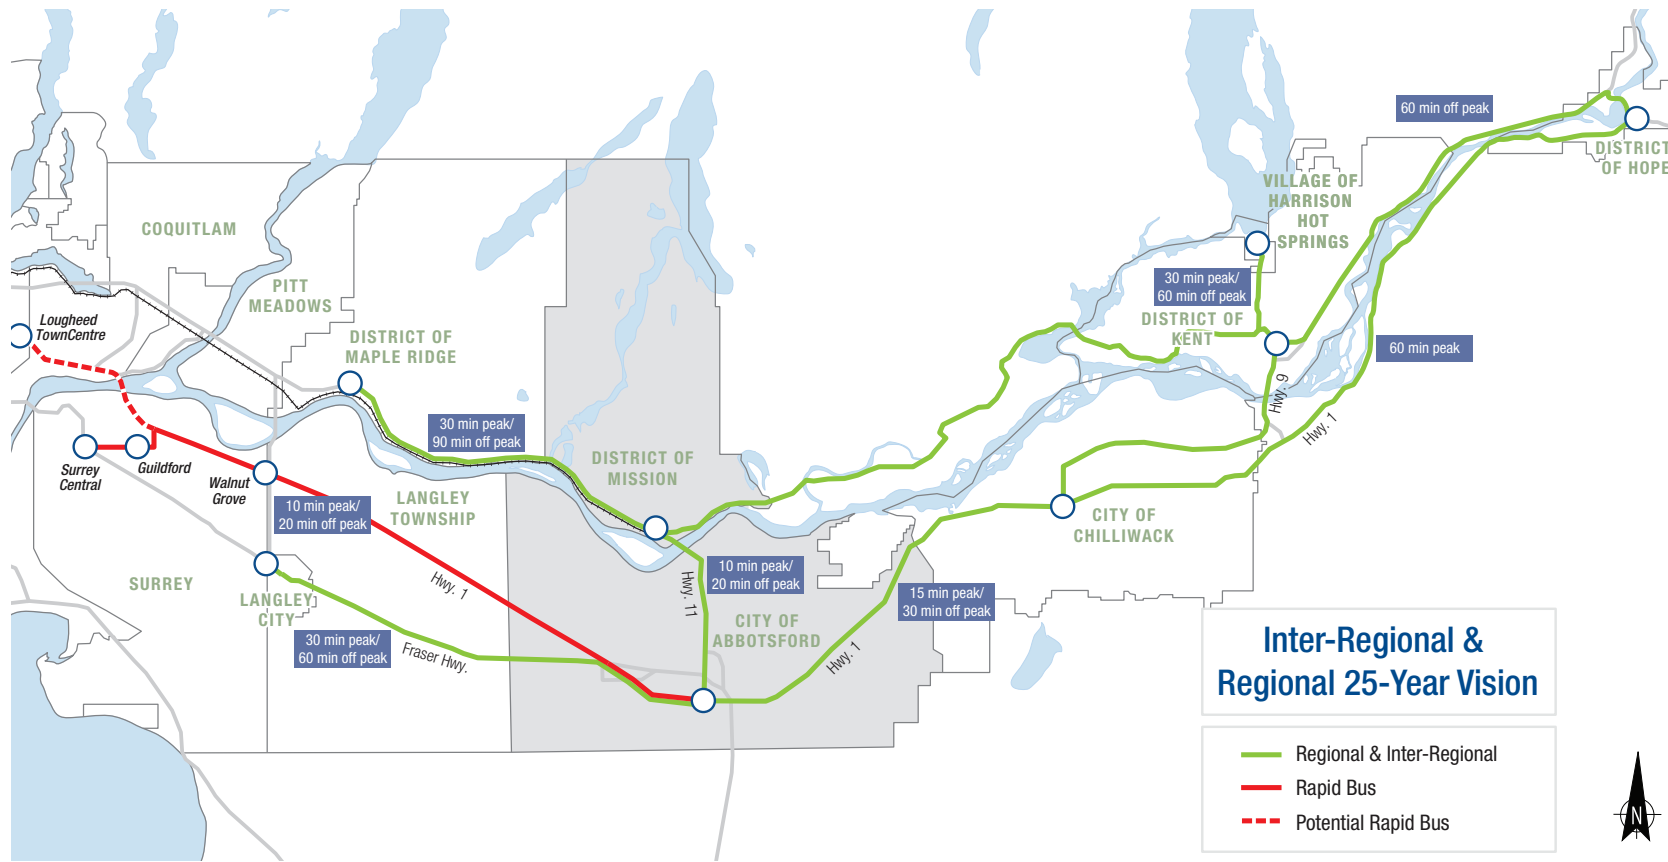 60 min off peak
DISTRICT
OF HOPE
VILLAGE OF
HARRISON
HOT
SPRINGS
COQUITLAM
PITT
MEADOWS
30 min peak/
60 min off peak
DISTRICT OF
KENT
Lougheed
TownCentre
DISTRICT OF
MAPLE RIDGE
60 min peak
Hwy. 9
Hwy. 1
30 min peak/
90 min off peak
Surrey
Central
Guildford
Walnut
Grove
DISTRICT OF
MISSION
10 min peak/
20 min off peak
LANGLEY
TOWNSHIP
CITY OF
CHILLIWACK
SURREY
LANGLEY
CITY
Hwy. 1
Hwy. 11
10 min peak/
20 min off peak
15 min peak/
30 min off peak
CITY OF
ABBOTSFORD
30 min peak/
60 min off peak
Fraser Hwy.
Hwy. 1
Inter-Regional &
Regional 25-Year Vision
Regional & Inter-Regional
Rapid Bus
Potential Rapid Bus
N